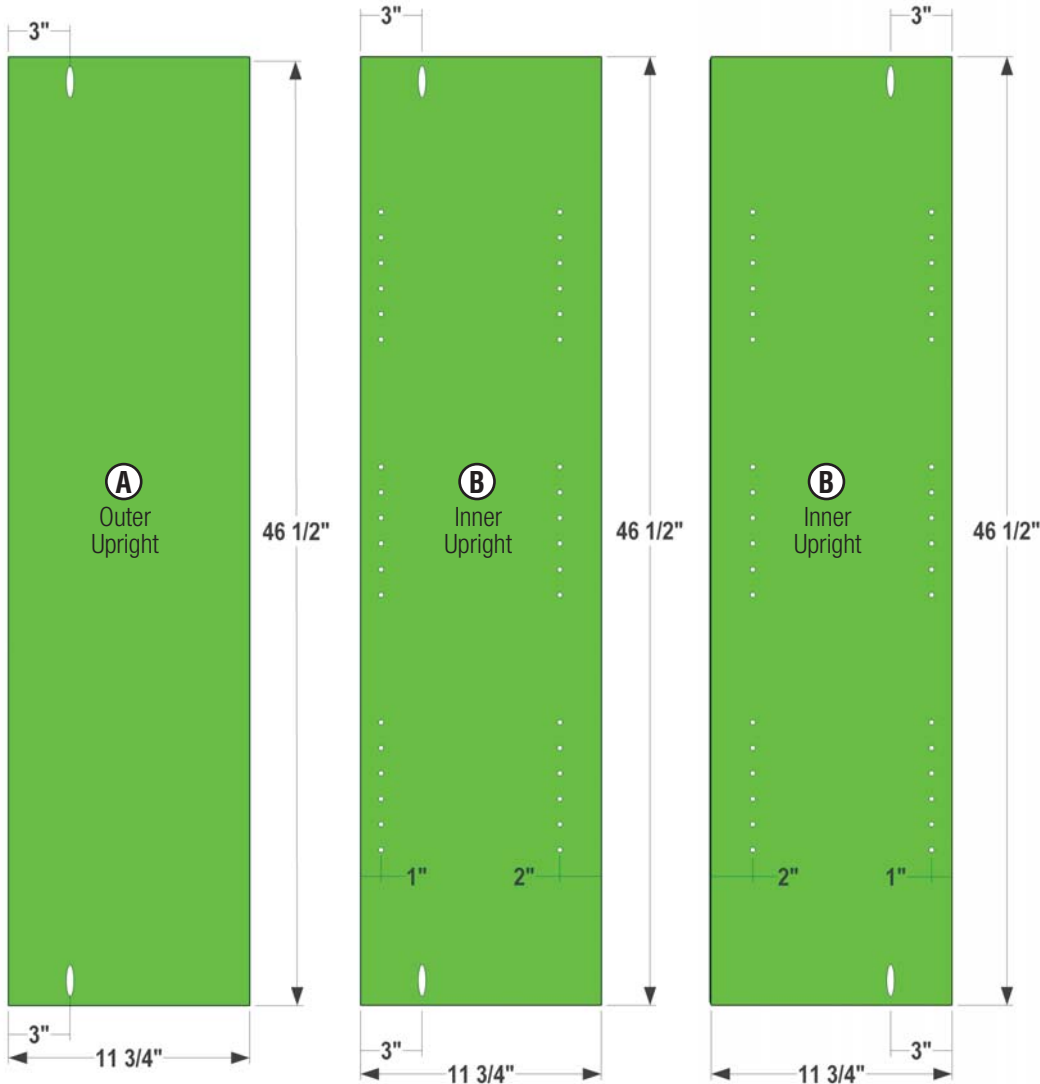 3"
3"
3"
A
Outer
Upright
46 1/2"
B
Inner
Upright
46 1/2"
B
Inner
Upright
46 1/2"
1"
2"
2"
1"
3"
11 3/4"
3"
11 3/4"
3"
11 3/4"